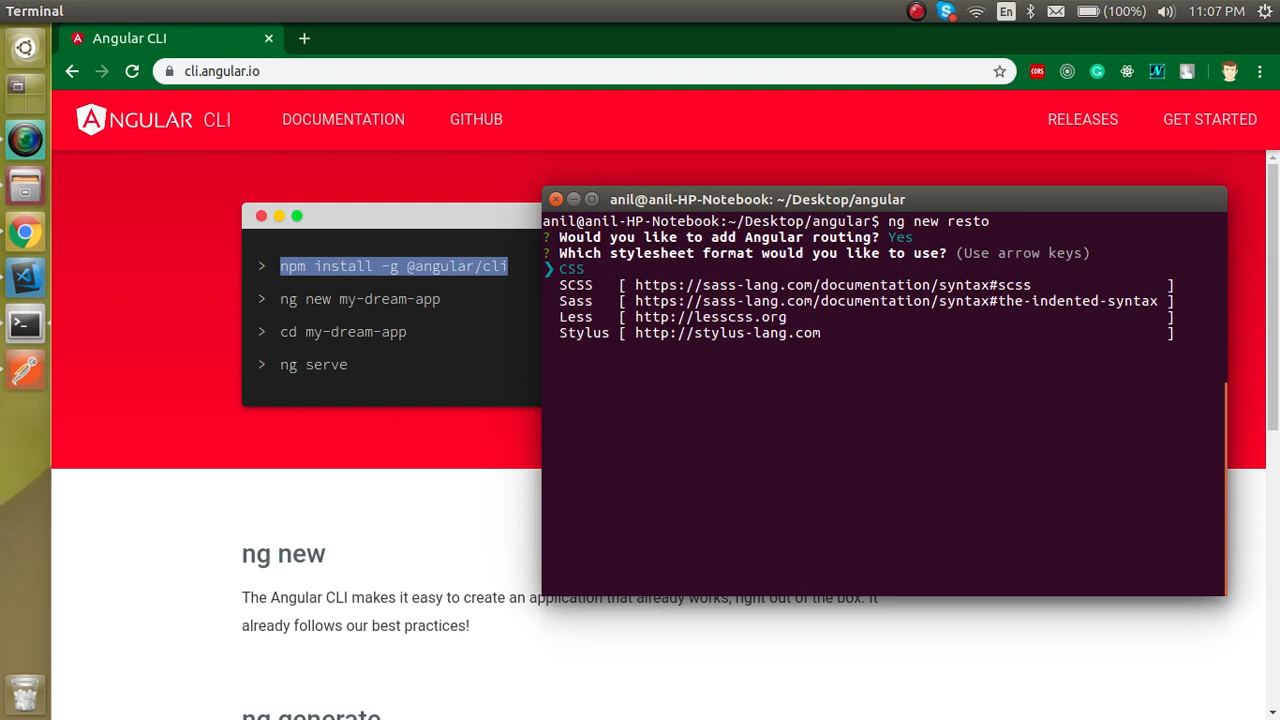 Terminal
En
(100%)
11:07 PM
Angular CLI
cli.angular.io
CORS
NGULAR CLI
DOCUMENTATION
GITHUB
RELEASES
GET STARTED
> npm install -g @angular/cli
> ng new my-dream-app
> cd my-dream-app
> ng serve
anil@anil-HP-Notebook: ~/Desktop/angular
anil@anil-HP-Notebook:~/Desktop/angular$ ng new resto
? Would you like to add Angular routing? Yes
? Which stylesheet format would you like to use? (Use arrow keys)
❯ CSS
SCSS [ https://sass-lang.com/documentation/syntax#scss ]
Sass [ https://sass-lang.com/documentation/syntax#the-indented-syntax ]
Less [ http://lesscss.org ]
Stylus [ http://stylus-lang.com ]
ng new
The Angular CLI makes it easy to create an application that already works, right out of the box. It
already follows our best practices!
ng generate